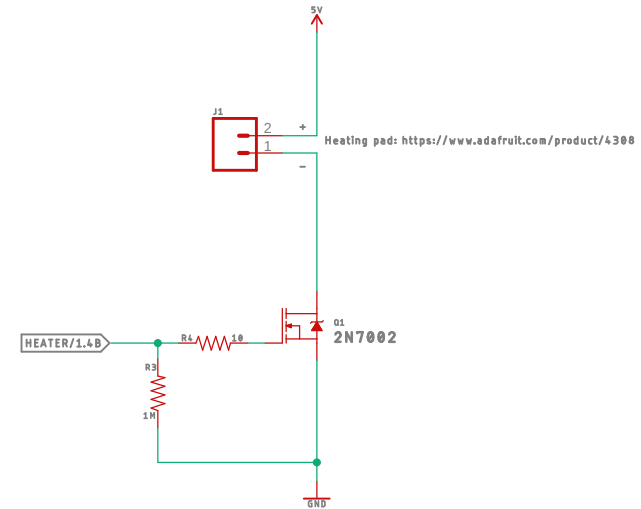 5V
J1
2
+
1
Heating pad: https://www.adafruit.com/product/4308
-
Q1
2N7002
HEATER/1.4B
R4
10
R3
1M
GND